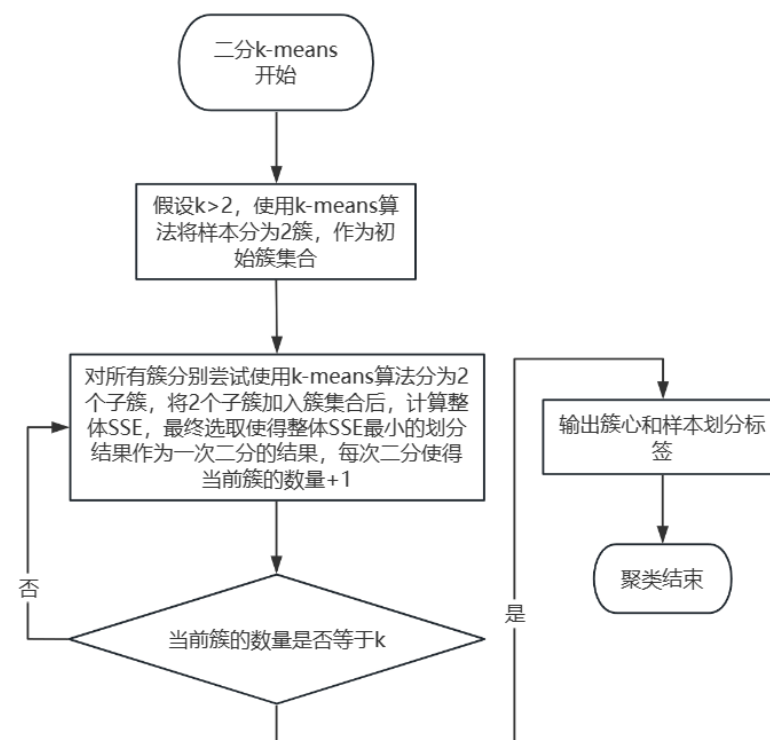 二分k-means
开始
假设k>2，使用k-means算
法将样本分为2簇，作为初
始簇集合
对所有簇分别尝试使用k-means算法分为2
个子簇，将2个子簇加入簇集合后，计算整
体SSE，最终选取使得整体SSE最小的划分
结果作为一次二分的结果，每次二分使得
当前簇的数量+1
否
当前簇的数量是否等于k
是
输出簇心和样本划分标
签
聚类结束